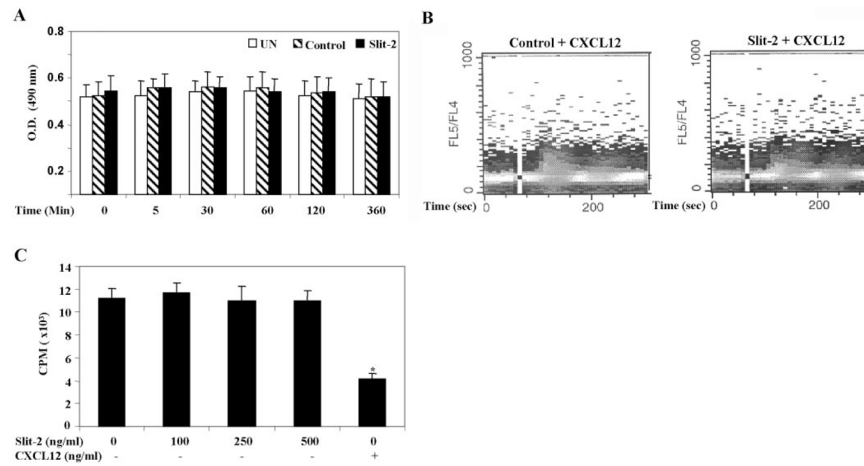 A
UN Control Slit-2
O.D. (490 nm)
0.8
0.6
0.4
0.2
Time (Min) 0 5 30 60 120 360
B
Control + CXCL12
FL5/FL4
1000
0
Time (sec) 0 200
Slit-2 + CXCL12
FL5/FL4
1000
0
Time (sec) 0 200
C
CPM ( x10³)
14
12
10
8
6
4
2
0
*
Slit-2 (ng/ml) 0 100 250 500 0
CXCL12 (ng/ml) - - - - +